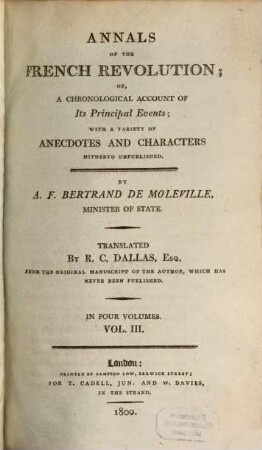 ANNALS
OF THE
FRENCH REVOLUTION;
OR,
A CHRONOLOGICAL ACCOUNT OF
Its Principal Events;
WITH A VARIETY OF
ANECDOTES AND CHARACTERS
HITHERTO UNPUBLISHED.
BY
A. F. BERTRAND DE MOLEVILLE,
MINISTER OF STATE.
TRANSLATED
BY R. C. DALLAS, ESQ.
FROM THE ORIGINAL MANUSCRIPT OF THE AUTHOR, WHICH HAS
NEVER BEEN PUBLISHED.
IN FOUR VOLUMES.
VOL. III.
London:
PRINTED BY SAMPSON LOW, BERWICK STREET;
FOR T. CADELL, JUN. AND W. DAVIES,
IN THE STRAND.
1800.